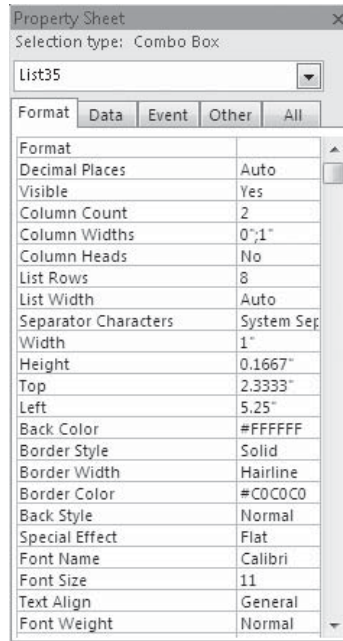 Property Sheet
Selection type: Combo Box
List35
Format Data Event Other All
Format
Decimal Places Auto
Visible Yes
Column Count 2
Column Widths 0";1"
Column Heads No
List Rows 8
List Width Auto
Separator Characters System Sep
Width 1"
Height 0.1667"
Top 2.3333"
Left 5.25"
Back Color #FFFFFF
Border Style Solid
Border Width Hairline
Border Color #C0C0C0
Back Style Normal
Special Effect Flat
Font Name Calibri
Font Size 11
Text Align General
Font Weight Normal